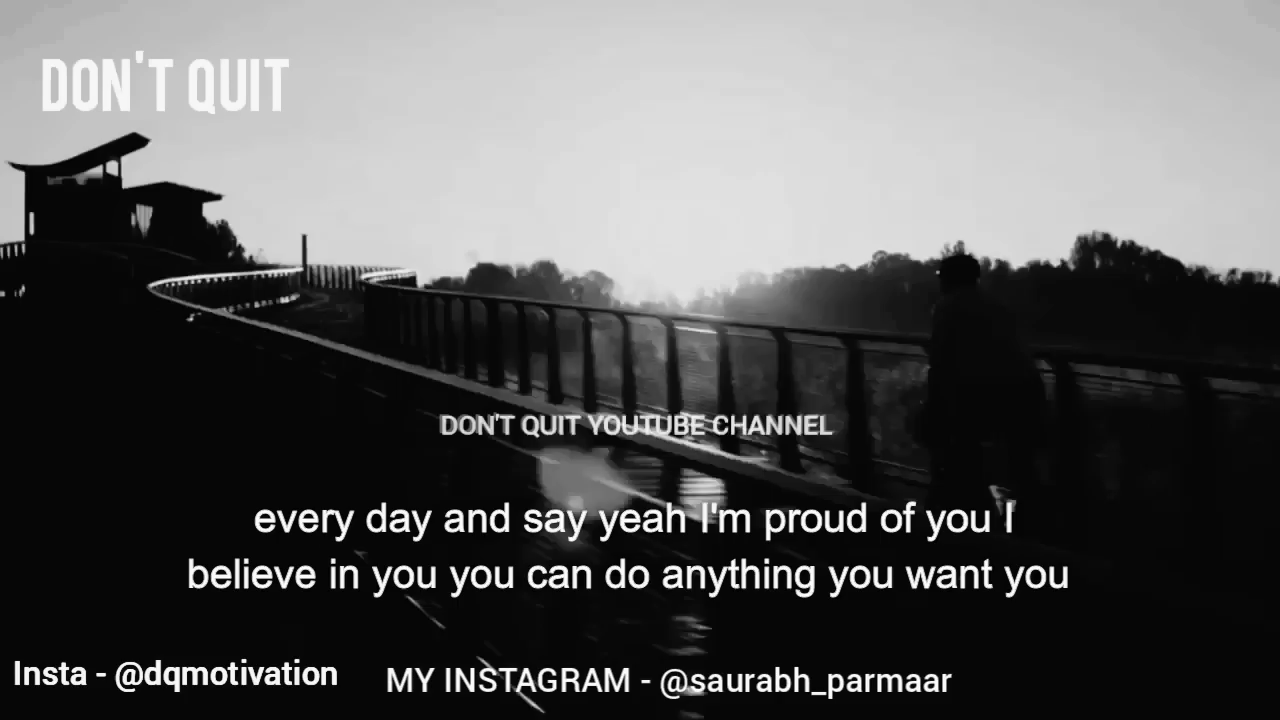 DON'T QUIT
DON'T QUIT YOUTUBE CHANNEL
every day and say yeah I'm proud of you I
believe in you you can do anything you want you
Insta - @dqmotivation
MY INSTAGRAM - @saurabh_parmaar